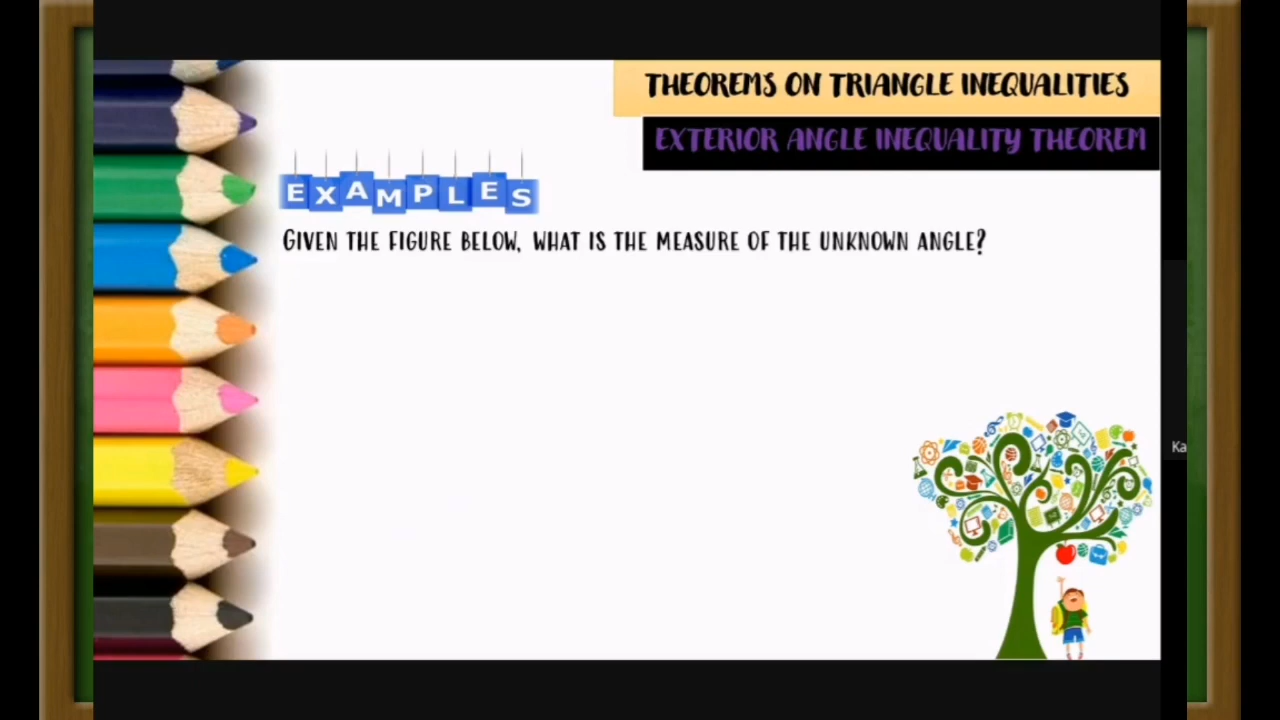 THEOREMS ON TRIANGLE INEQUALITIES
EXTERIOR ANGLE INEQUALITY THEOREM
EXAMPLES
GIVEN THE FIGURE BELOW, WHAT IS THE MEASURE OF THE UNKNOWN ANGLE?
Ka